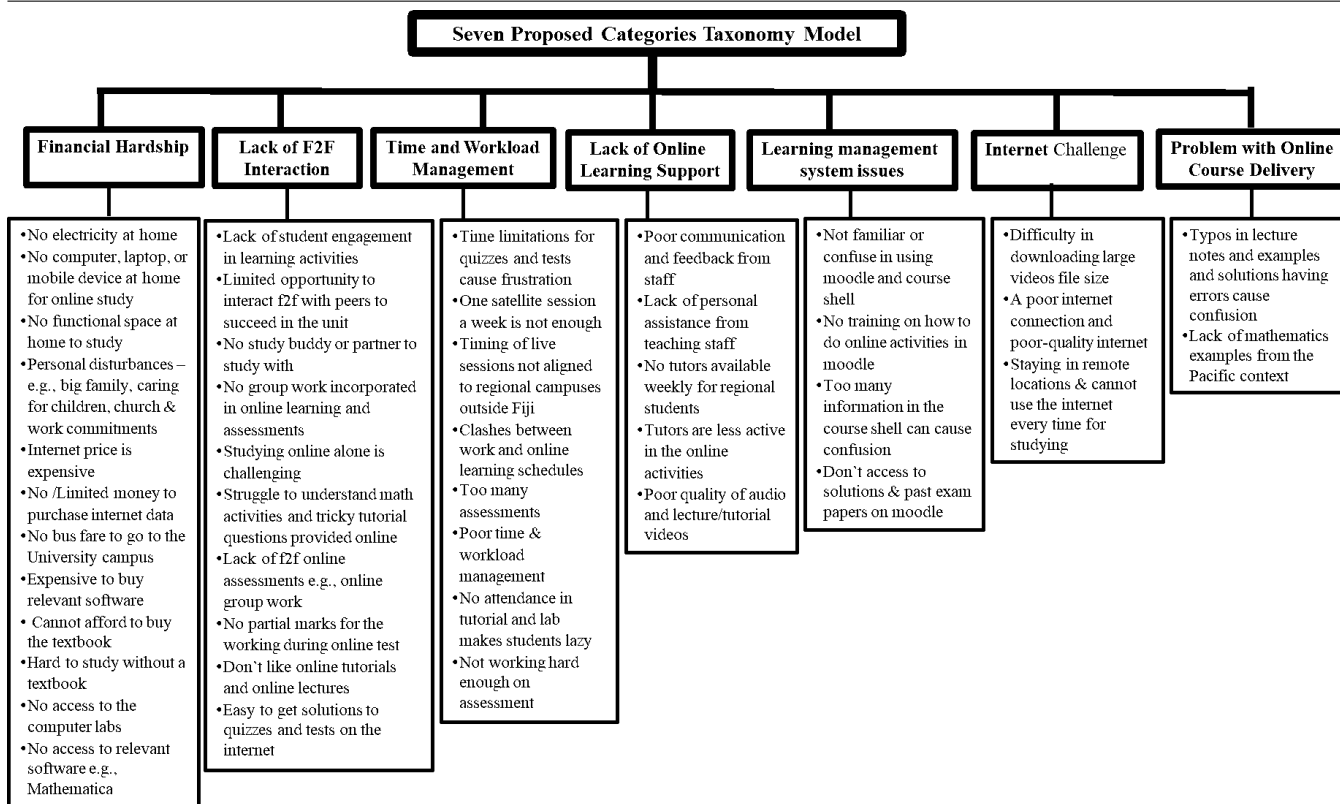 Seven Proposed Categories Taxonomy Model
Financial Hardship
•No electricity at home
•No computer, laptop, or
mobile device at home
for online study
•No functional space at
home to study
•Personal disturbances –
e.g., big family, caring
for children, church &
work commitments
•Internet price is
expensive
•No /Limited money to
purchase internet data
•No bus fare to go to the
University campus
•Expensive to buy
relevant software
• Cannot afford to buy
the textbook
•Hard to study without a
textbook
•No access to the
computer labs
•No access to relevant
software e.g.,
Mathematica
Lack of F2F
Interaction
•Lack of student engagement
in learning activities
•Limited opportunity to
interact f2f with peers to
succeed in the unit
•No study buddy or partner to
study with
•No group work incorporated
in online learning and
assessments
•Studying online alone is
challenging
•Struggle to understand math
activities and tricky tutorial
questions provided online
•Lack of f2f online
assessments e.g., online
group work
•No partial marks for the
working during online test
•Don't like online tutorials
and online lectures
•Easy to get solutions to
quizzes and tests on the
internet
Time and Workload
Management
•Time limitations for
quizzes and tests
cause frustration
•One satellite session
a week is not enough
•Timing of live
sessions not aligned
to regional campuses
outside Fiji
•Clashes between
work and online
learning schedules
•Too many
assessments
•Poor time &
workload
management
•No attendance in
tutorial and lab
makes students lazy
•Not working hard
enough on
assessment
Lack of Online
Learning Support
•Poor communication
and feedback from
staff
•Lack of personal
assistance from
teaching staff
•No tutors available
weekly for regional
students
•Tutors are less active
in the online
activities
•Poor quality of audio
and lecture/tutorial
videos
Learning management
system issues
•Not familiar or
confuse in using
moodle and course
shell
•No training on how to
do online activities in
moodle
•Too many
information in the
course shell can cause
confusion
•Don't access to
solutions & past exam
papers on moodle
Internet Challenge
•Difficulty in
downloading large
videos file size
•A poor internet
connection and
poor-quality internet
•Staying in remote
locations & cannot
use the internet
every time for
studying
Problem with Online
Course Delivery
•Typos in lecture
notes and examples
and solutions having
errors cause
confusion
•Lack of mathematics
examples from the
Pacific context